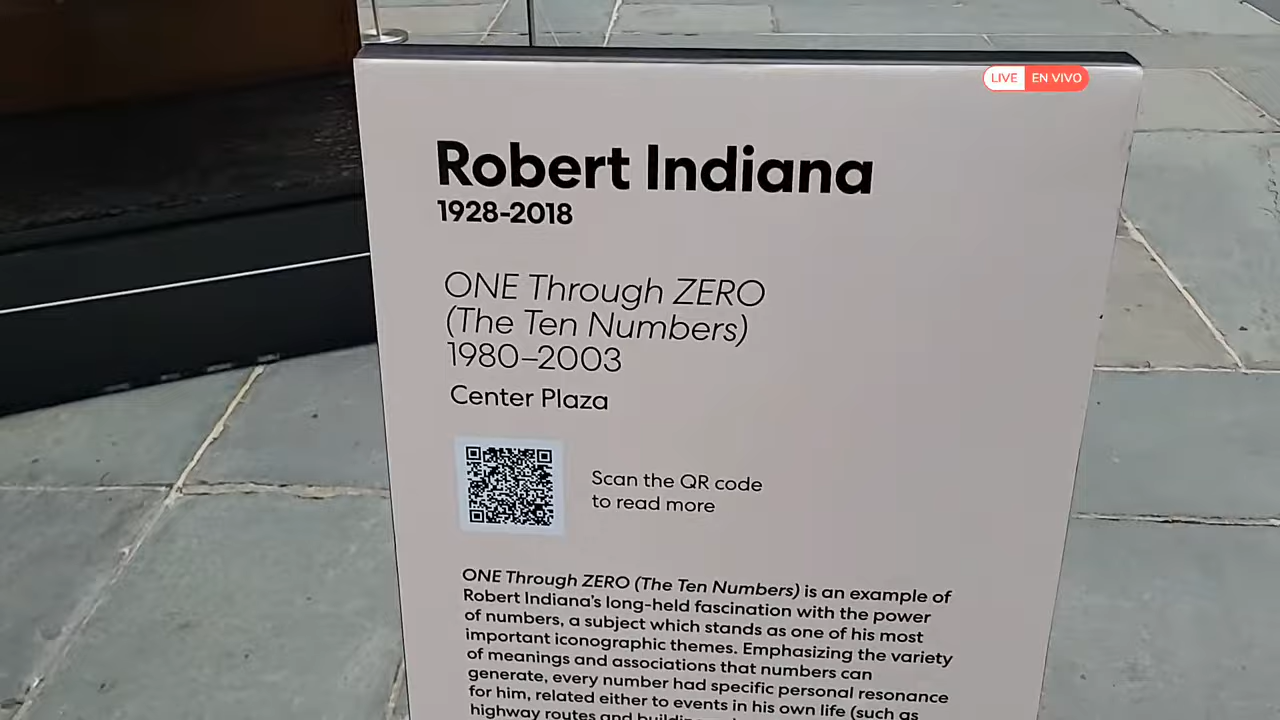 LIVE EN VIVO
Robert Indiana
1928-2018
ONE Through ZERO
(The Ten Numbers)
1980–2003
Center Plaza
Scan the QR code
to read more
ONE Through ZERO (The Ten Numbers) is an example of
Robert Indiana's long-held fascination with the power
of numbers, a subject which stands as one of his most
important iconographic themes. Emphasizing the variety
of meanings and associations that numbers can
generate, every number had specific personal resonance
for him, related either to events in his own life (such as
highway routes and